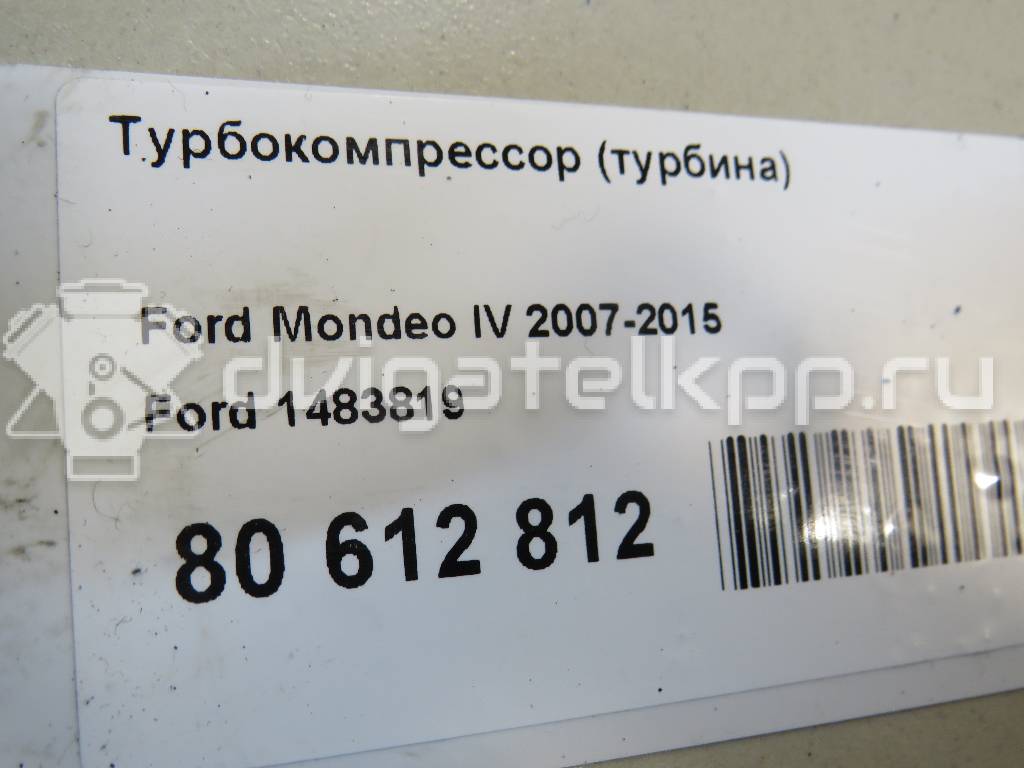 Турбокомпрессор (турбина)
Ford Mondeo IV 2007-2015
dvigatelkpp.ru
Ford 1483819
80 612 812